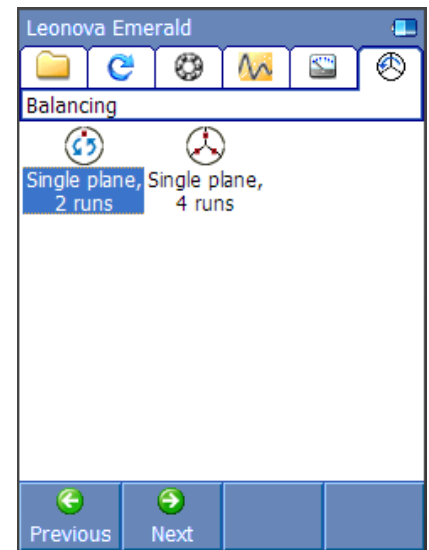 Leonova Emerald
Balancing
Single plane, Single plane,
2 runs 4 runs
Previous Next